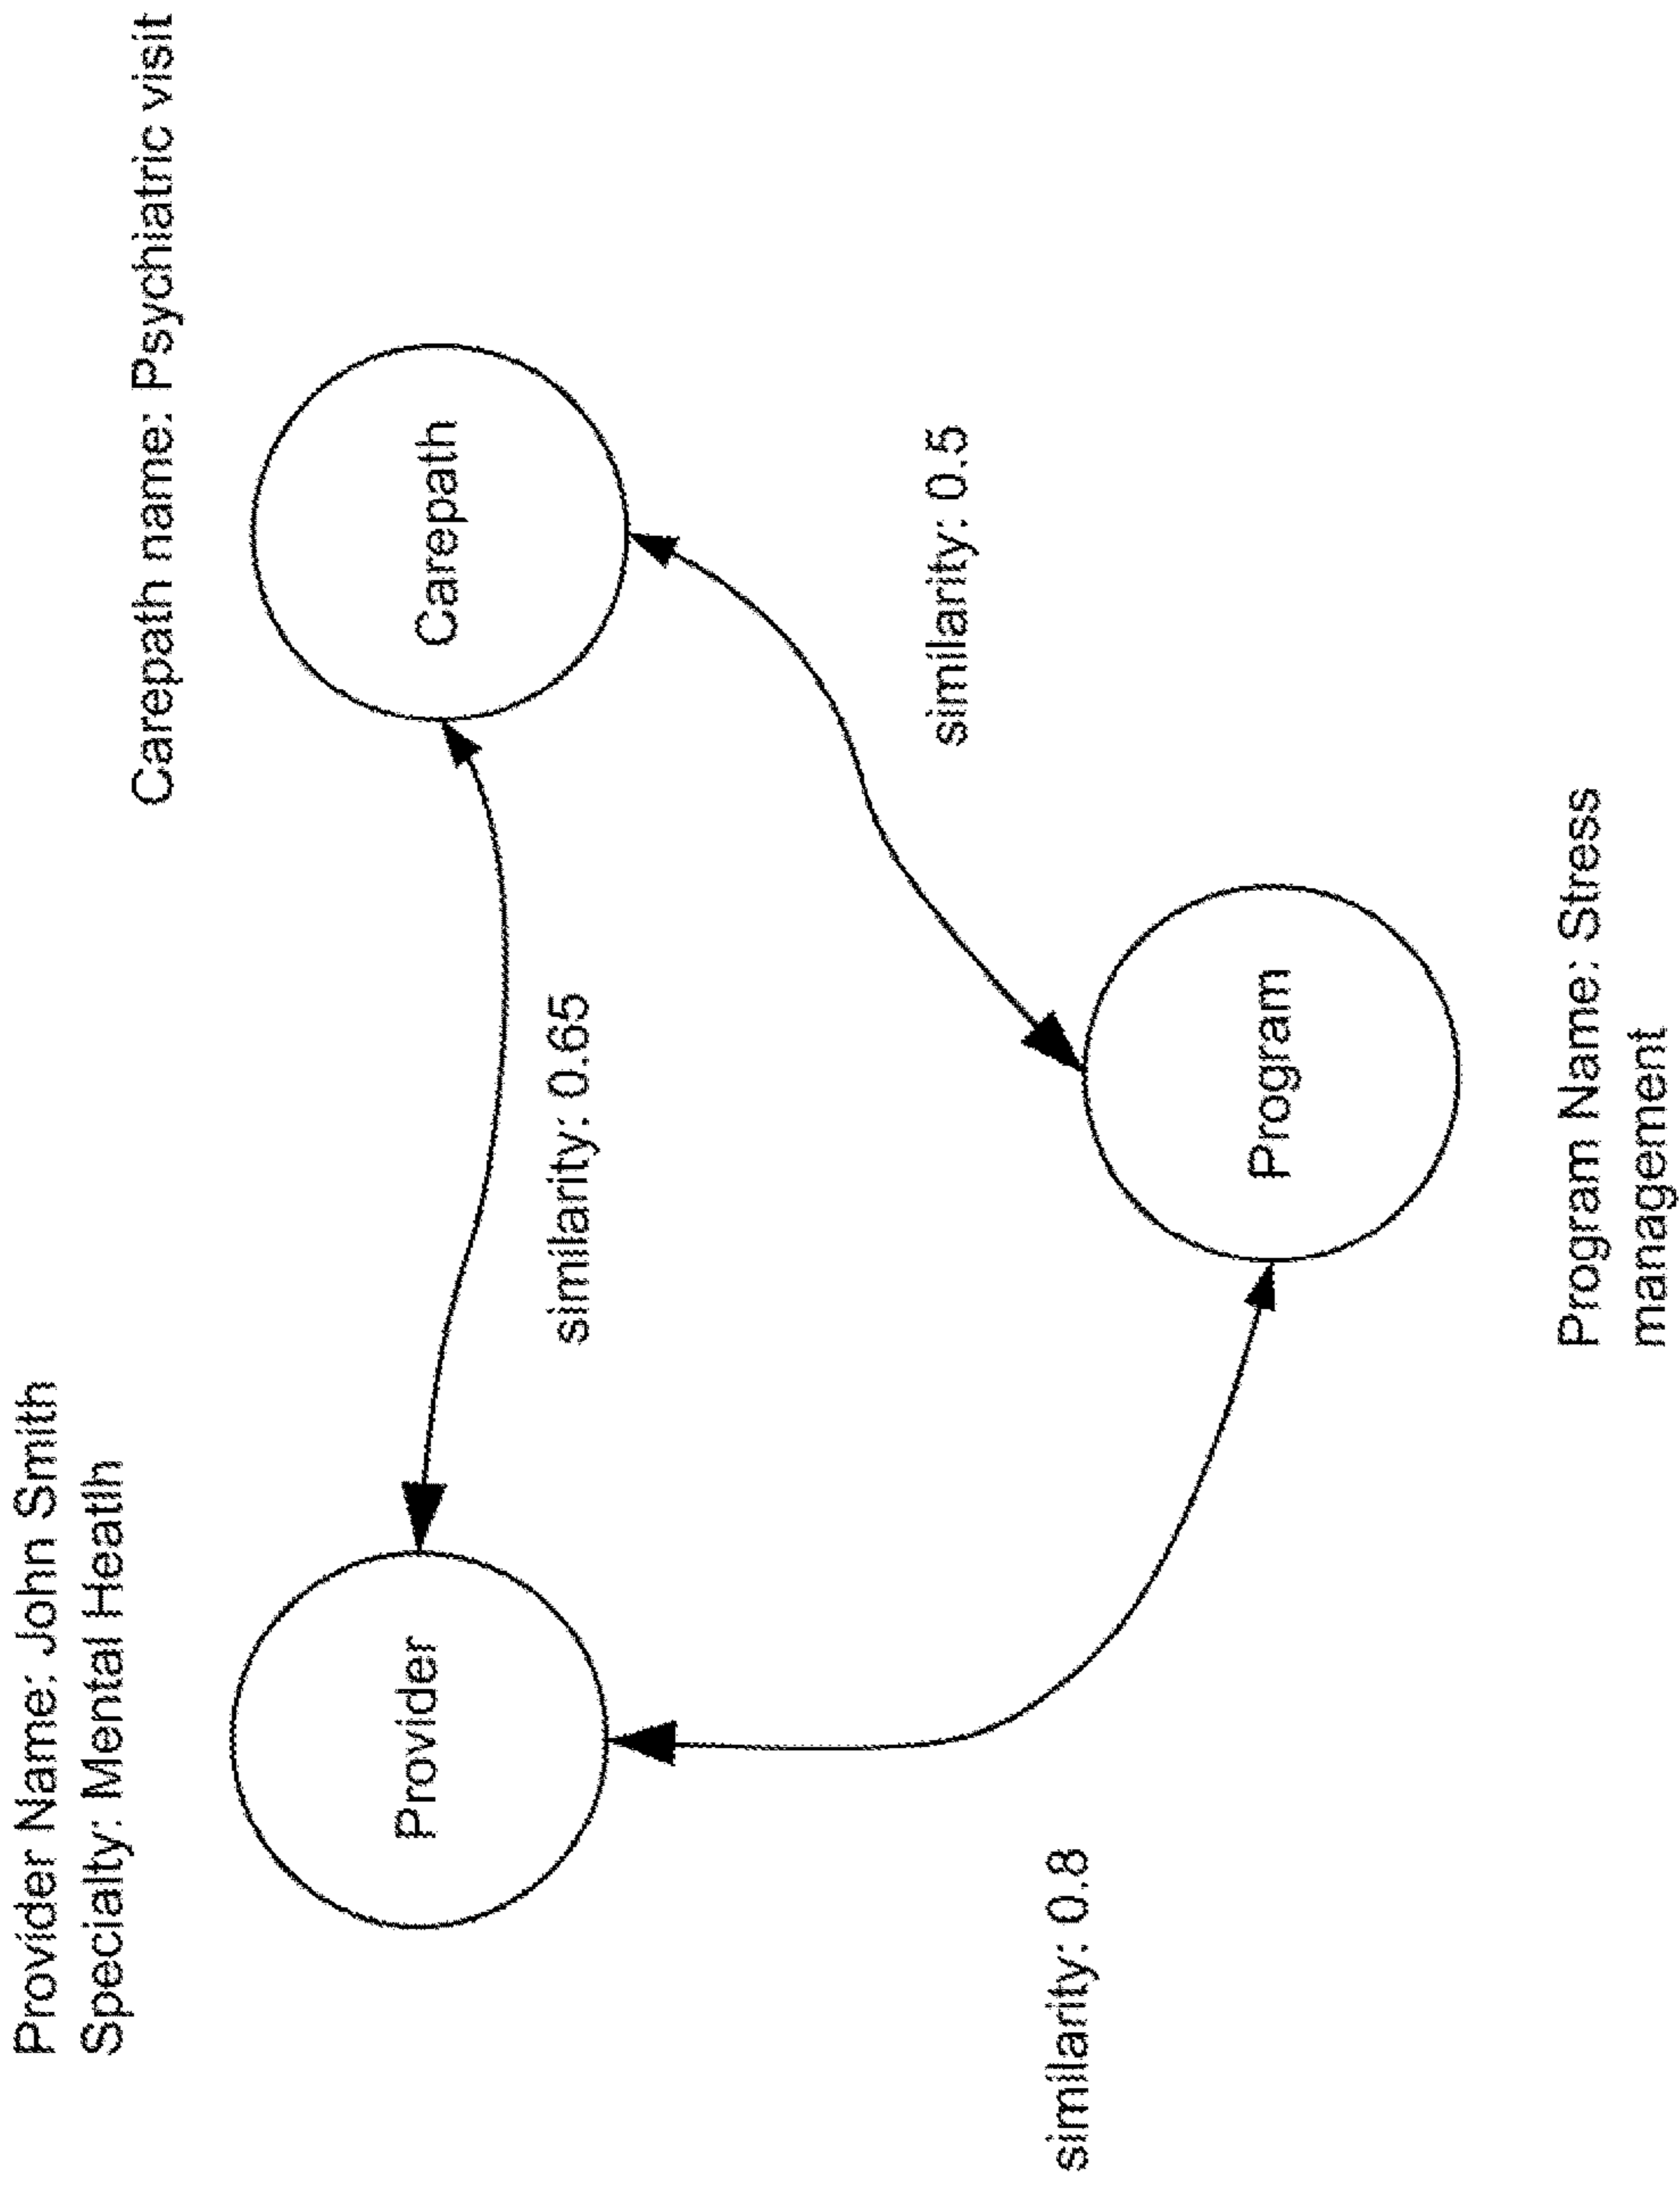 Provider Name: John Smith
Specialty: Mental Heatlh
Carepath name: Psychiatric visit
Provider
Carepath
similarity: 0.65
similarity: 0.8
similarity: 0.5
Program
Program Name: Stress
management